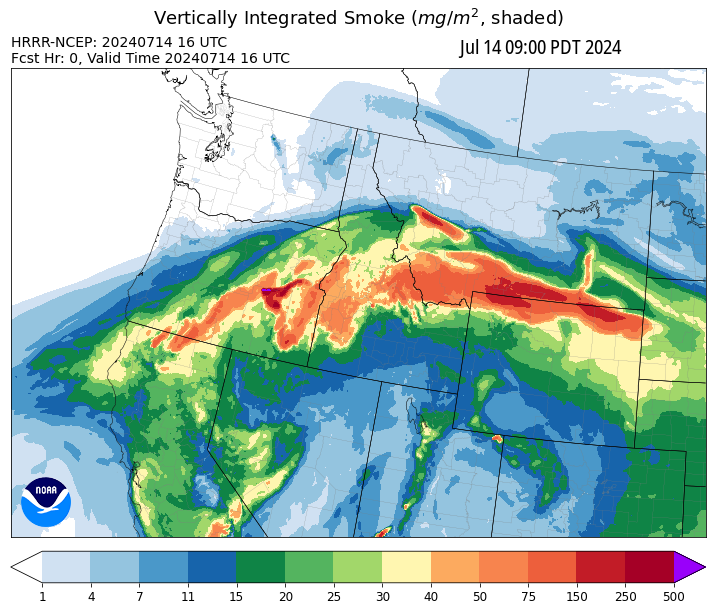 Vertically Integrated Smoke (mg/m², shaded)
HRRR-NCEP: 20240714 16 UTC
Fcst Hr: 0, Valid Time 20240714 16 UTC
Jul 14 09:00 PDT 2024
NOAA
1 4 7 11 15 20 25 30 40 50 75 150 250 500